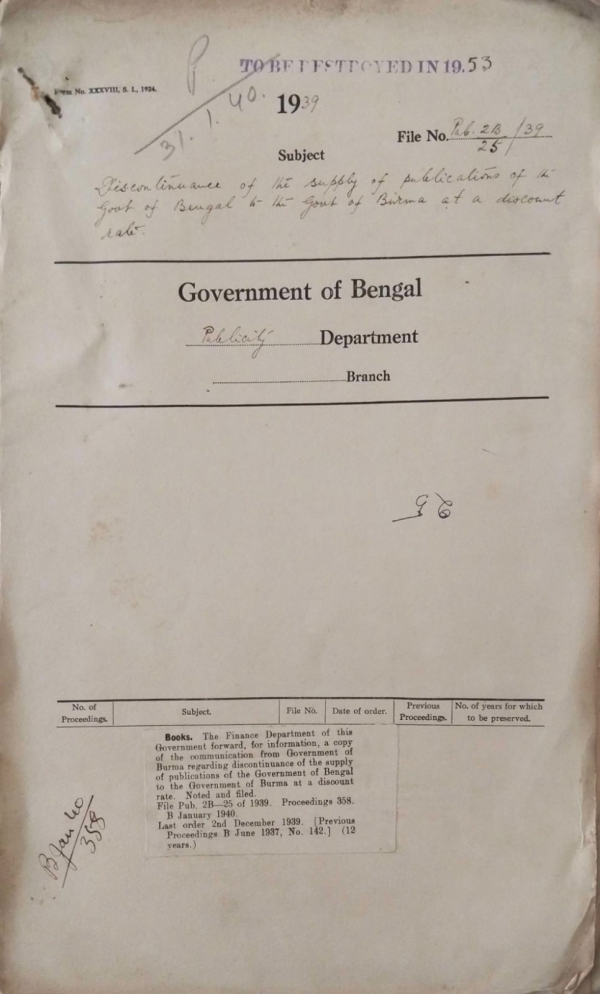 TO BE DESTROYED IN 19.53
Form No. XXXVIII, S. I., 1924.
P
31.1.40.
1939
File No. Pub. 2B/39
25
Subject
Discontinuance of the supply of publications of the
Govt of Bengal to the Govt of Burma at a discount
rate.
Government of Bengal
Publicity Department
Branch
No. of Proceedings. Subject. File No. Date of order. Previous Proceedings. No. of years for which to be preserved.
Books. The Finance Department of this
Government forward, for information, a copy
of the communication from Government of
Burma regarding discontinuance of the supply
of publications of the Government of Bengal
to the Government of Burma at a discount
rate. Noted and filed.
File Pub. 2B—25 of 1939. Proceedings 358.
B January 1940.
Last order 2nd December 1939. [Previous
Proceedings B June 1937, No. 142.] (12
years.)
B Jan 40
358